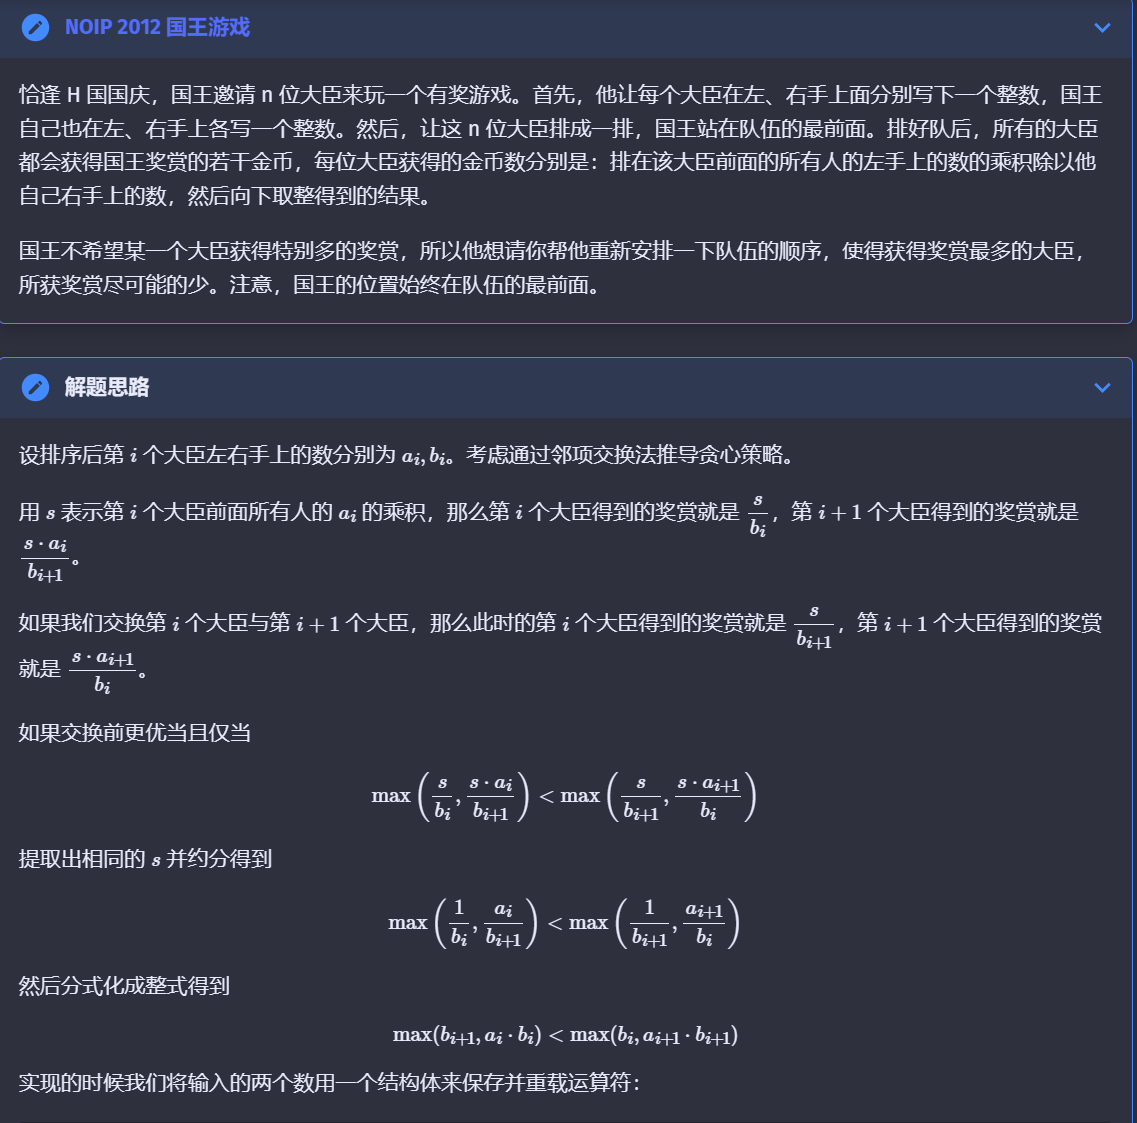 NOIP 2012 国王游戏
恰逢 H 国国庆，国王邀请 n 位大臣来玩一个有奖游戏。首先，他让每个大臣在左、右手上面分别写下一个整数，国王
自己也在左、右手上各写一个整数。然后，让这 n 位大臣排成一排，国王站在队伍的最前面。排好队后，所有的大臣
都会获得国王奖赏的若干金币，每位大臣获得的金币数分别是：排在该大臣前面的所有人的左手上的数的乘积除以他
自己右手上的数，然后向下取整得到的结果。
国王不希望某一个大臣获得特别多的奖赏，所以他想请你帮他重新安排一下队伍的顺序，使得获得奖赏最多的大臣，
所获奖赏尽可能的少。注意，国王的位置始终在队伍的最前面。
解题思路
设排序后第 i 个大臣左右手上的数分别为 a_i, b_i。考虑通过邻项交换法推导贪心策略。
用 s 表示第 i 个大臣前面所有人的 a_i 的乘积，那么第 i 个大臣得到的奖赏就是 \frac{s}{b_i}，第 i + 1 个大臣得到的奖赏就是
\frac{s · a_i}{b_{i+1}}。
如果我们交换第 i 个大臣与第 i + 1 个大臣，那么此时的第 i 个大臣得到的奖赏就是 \frac{s}{b_{i+1}}，第 i + 1 个大臣得到的奖赏
就是 \frac{s · a_{i+1}}{b_i}。
如果交换前更优当且仅当
max(\frac{s}{b_i}, \frac{s · a_i}{b_{i+1}}) < max(\frac{s}{b_{i+1}}, \frac{s · a_{i+1}}{b_i})
提取出相同的 s 并约分得到
max(\frac{1}{b_i}, \frac{a_i}{b_{i+1}}) < max(\frac{1}{b_{i+1}}, \frac{a_{i+1}}{b_i})
然后分式化成整式得到
max(b_{i+1}, a_i · b_i) < max(b_i, a_{i+1} · b_{i+1})
实现的时候我们将输入的两个数用一个结构体来保存并重载运算符：